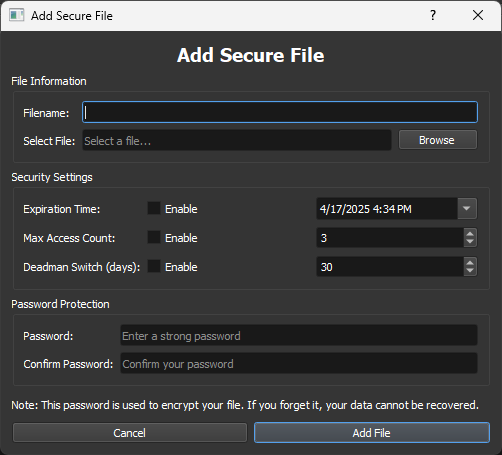 Add Secure File
?
Add Secure File
File Information
Filename:
Select File: Select a file... Browse
Security Settings
Expiration Time: Enable 4/17/2025 4:34 PM
Max Access Count: Enable 3
Deadman Switch (days): Enable 30
Password Protection
Password: Enter a strong password
Confirm Password: Confirm your password
Note: This password is used to encrypt your file. If you forget it, your data cannot be recovered.
Cancel Add File